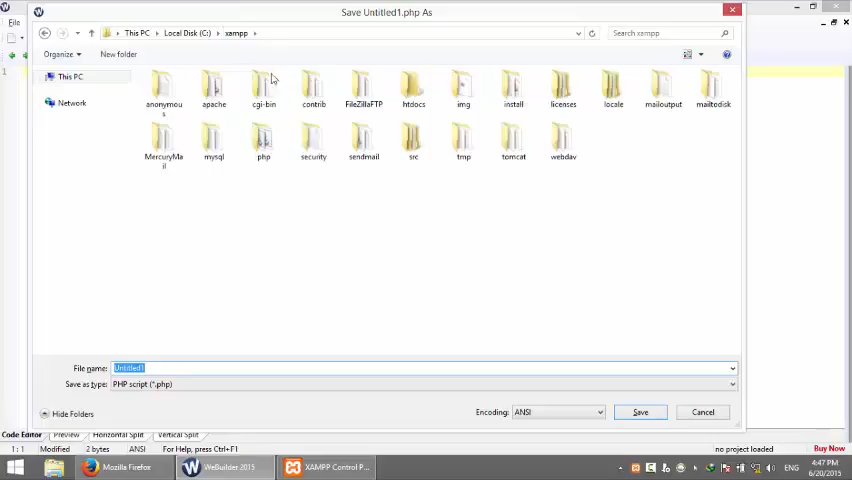 Save Untitled1.php As
File
This PC
Local Disk (C:)
xampp
Search xampp
Organize
New folder
1
This PC
Network
anonymou
s
apache
cgi-bin
contrib
FileZillaFTP
htdocs
img
install
licenses
locale
mailoutput
mailtodisk
MercuryMai
l
mysql
php
security
sendmail
src
tmp
tomcat
webdav
File name:
Untitled1
Save as type:
PHP script (*.php)
Hide Folders
Encoding:
ANSI
Save
Cancel
Code Editor
Preview
Horizontal Split
Vertical Split
1 : 1
Modified
2 bytes
ANSI
For Help, press Ctrl+F1
no project loaded
Buy Now
Mozilla Firefox
WeBuilder 2015
XAMPP Control P...
ENG
4:47 PM
6/20/2015